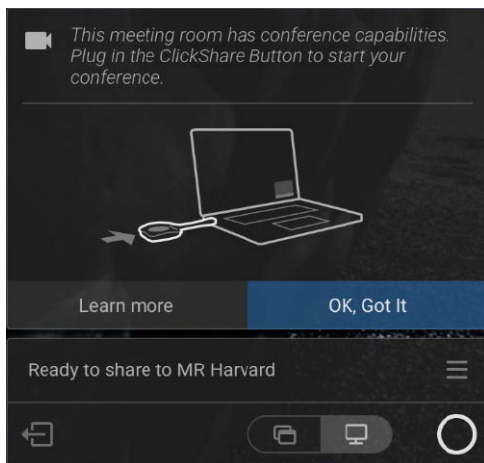 This meeting room has conference capabilities.
Plug in the ClickShare Button to start your
conference.
Learn more
OK, Got It
Ready to share to MR Harvard